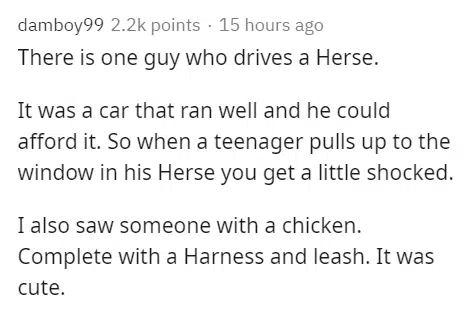 damboy99 2.2k points · 15 hours ago
There is one guy who drives a Herse.
It was a car that ran well and he could
afford it. So when a teenager pulls up to the
window in his Herse you get a little shocked.
I also saw someone with a chicken.
Complete with a Harness and leash. It was
cute.